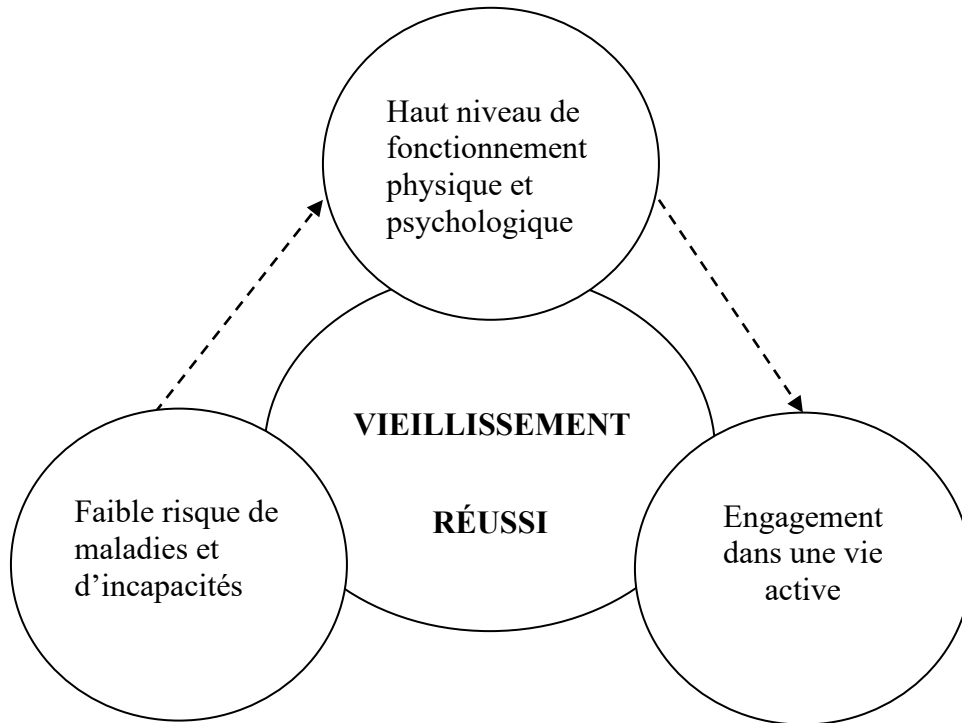 Haut niveau de
fonctionnement
physique et
psychologique
VIEILLISSEMENT
RÉUSSI
Faible risque de
maladies et
d’incapacités
Engagement
dans une vie
active